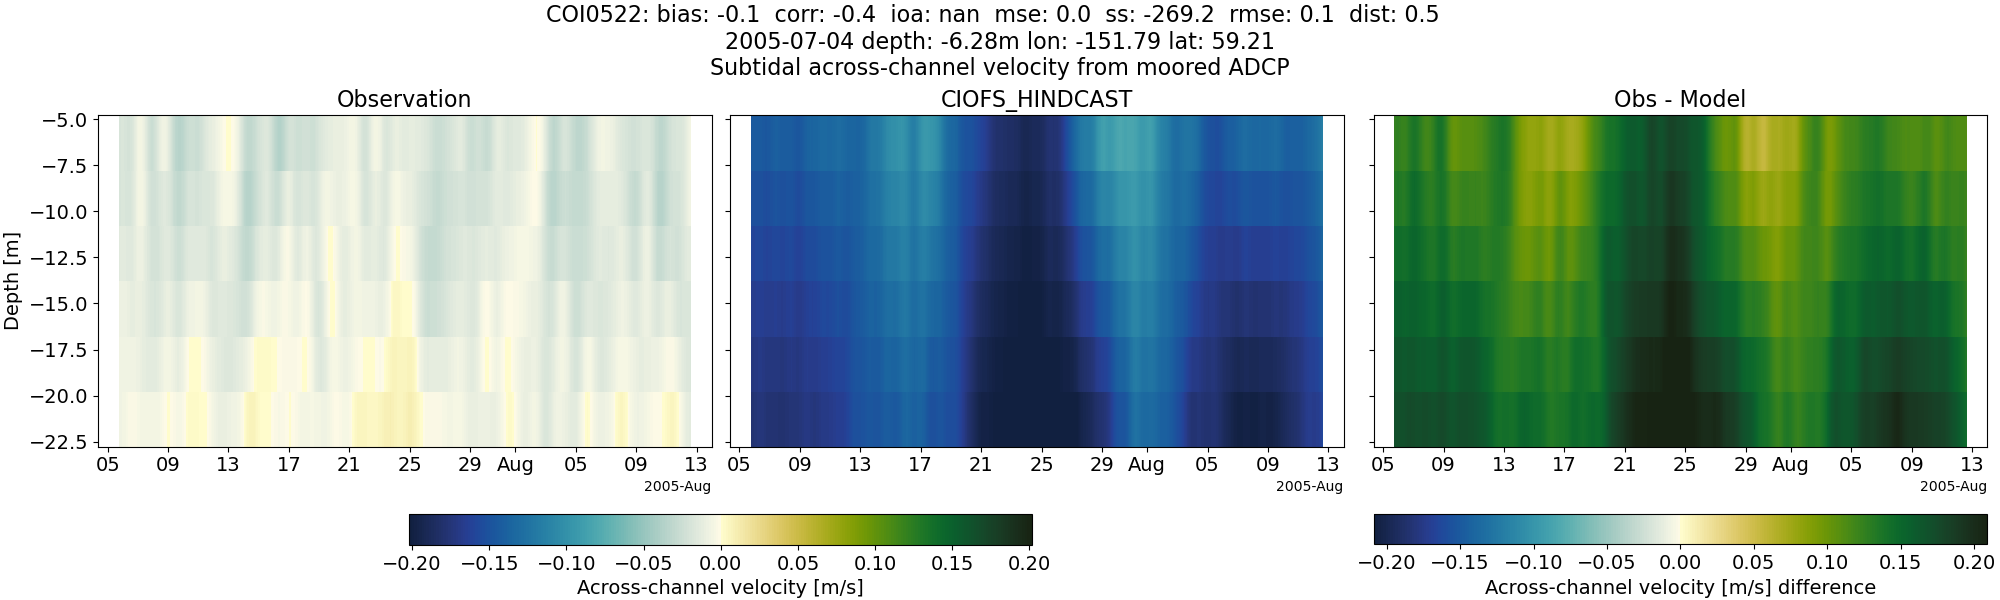 COI0522: bias: -0.1 corr: -0.4 ioa: nan mse: 0.0 ss: -269.2 rmse: 0.1 dist: 0.5
2005-07-04 depth: -6.28m lon: -151.79 lat: 59.21
Subtidal across-channel velocity from moored ADCP
Observation
CIOFS_HINDCAST
Obs - Model
Depth [m]
−5.0
−7.5
−10.0
−12.5
−15.0
−17.5
−20.0
−22.5
05 09 13 17 21 25 29 Aug 05 09 13
2005-Aug
05 09 13 17 21 25 29 Aug 05 09 13
2005-Aug
05 09 13 17 21 25 29 Aug 05 09 13
2005-Aug
−0.20 −0.15 −0.10 −0.05 0.00 0.05 0.10 0.15 0.20
Across-channel velocity [m/s]
−0.20 −0.15 −0.10 −0.05 0.00 0.05 0.10 0.15 0.20
Across-channel velocity [m/s] difference